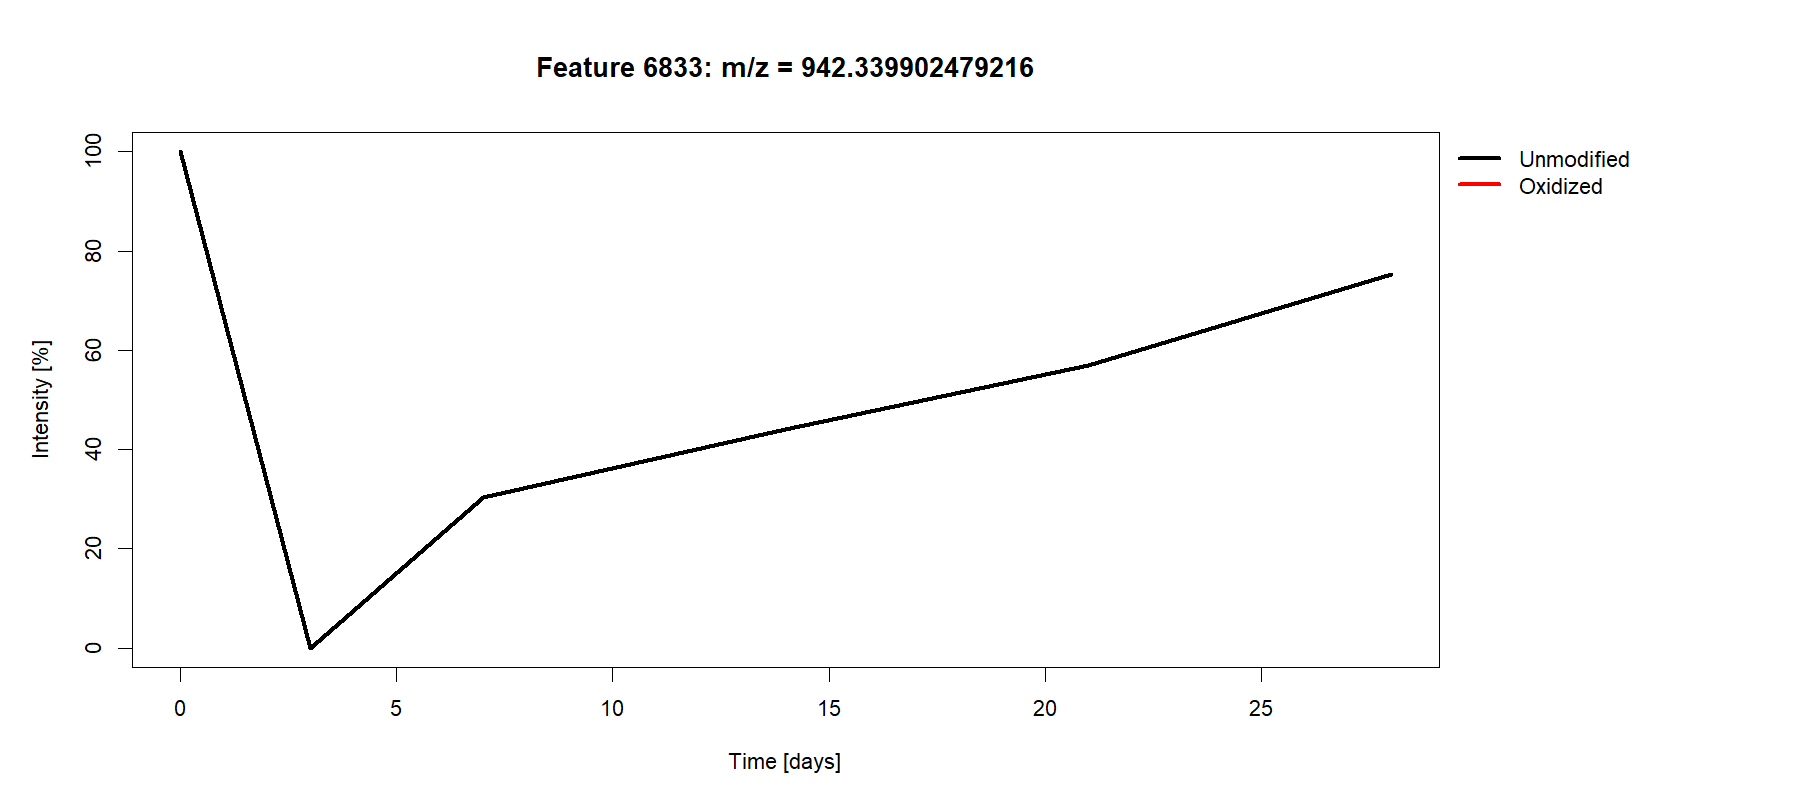 Feature 6833: m/z = 942.339902479216
Unmodified
Oxidized
Intensity [%]
100
80
60
40
20
0
0 5 10 15 20 25
Time [days]